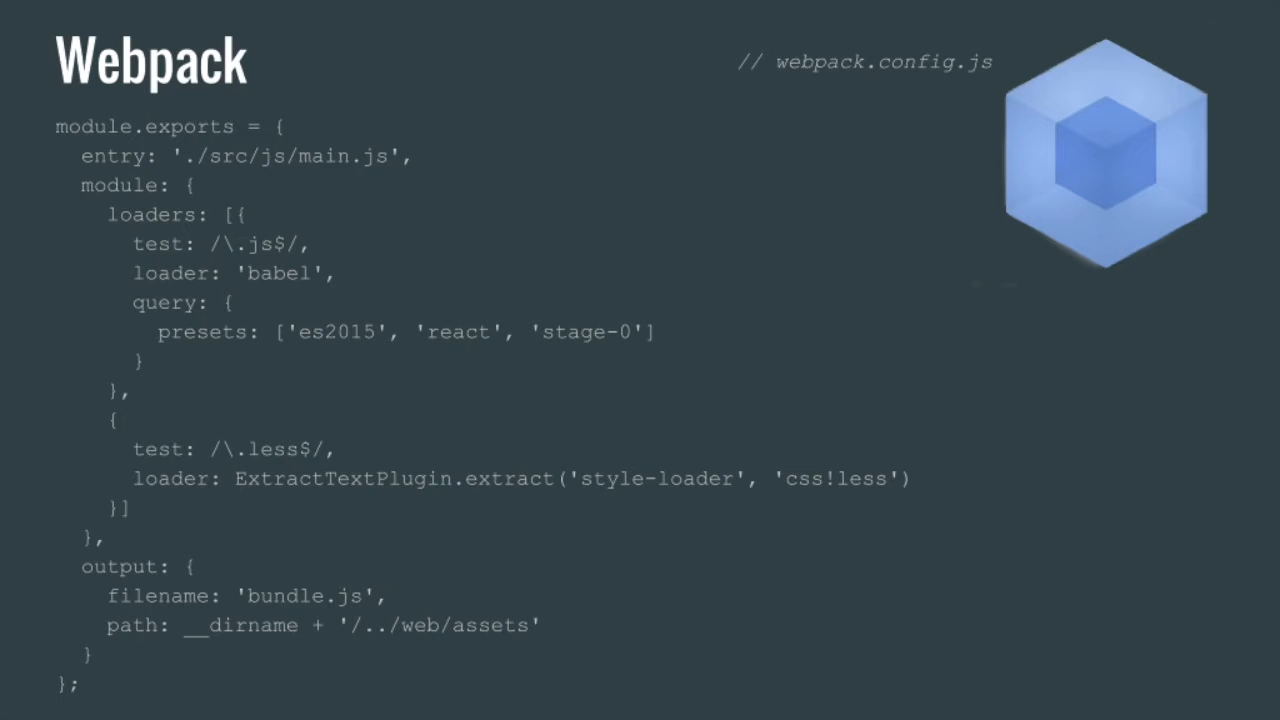 Webpack
// webpack.config.js
module.exports = {
  entry: './src/js/main.js',
  module: {
    loaders: [{
      test: /\.js$/,
      loader: 'babel',
      query: {
        presets: ['es2015', 'react', 'stage-0']
      }
    },
    {
      test: /\.less$/,
      loader: ExtractTextPlugin.extract('style-loader', 'css!less')
    }]
  },
  output: {
    filename: 'bundle.js',
    path: __dirname + '/../web/assets'
  }
};